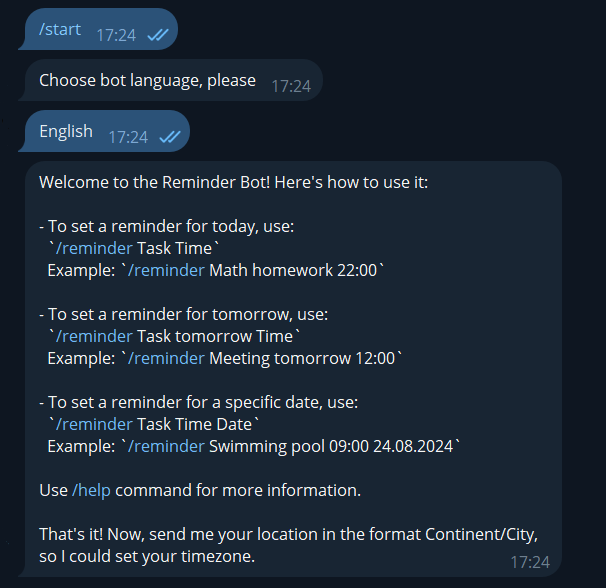 /start 17:24
Choose bot language, please 17:24
English 17:24
Welcome to the Reminder Bot! Here's how to use it:
- To set a reminder for today, use:
`/reminder Task Time`
Example: `/reminder Math homework 22:00`
- To set a reminder for tomorrow, use:
`/reminder Task tomorrow Time`
Example: `/reminder Meeting tomorrow 12:00`
- To set a reminder for a specific date, use:
`/reminder Task Time Date`
Example: `/reminder Swimming pool 09:00 24.08.2024`
Use /help command for more information.
That's it! Now, send me your location in the format Continent/City,
so I could set your timezone. 17:24